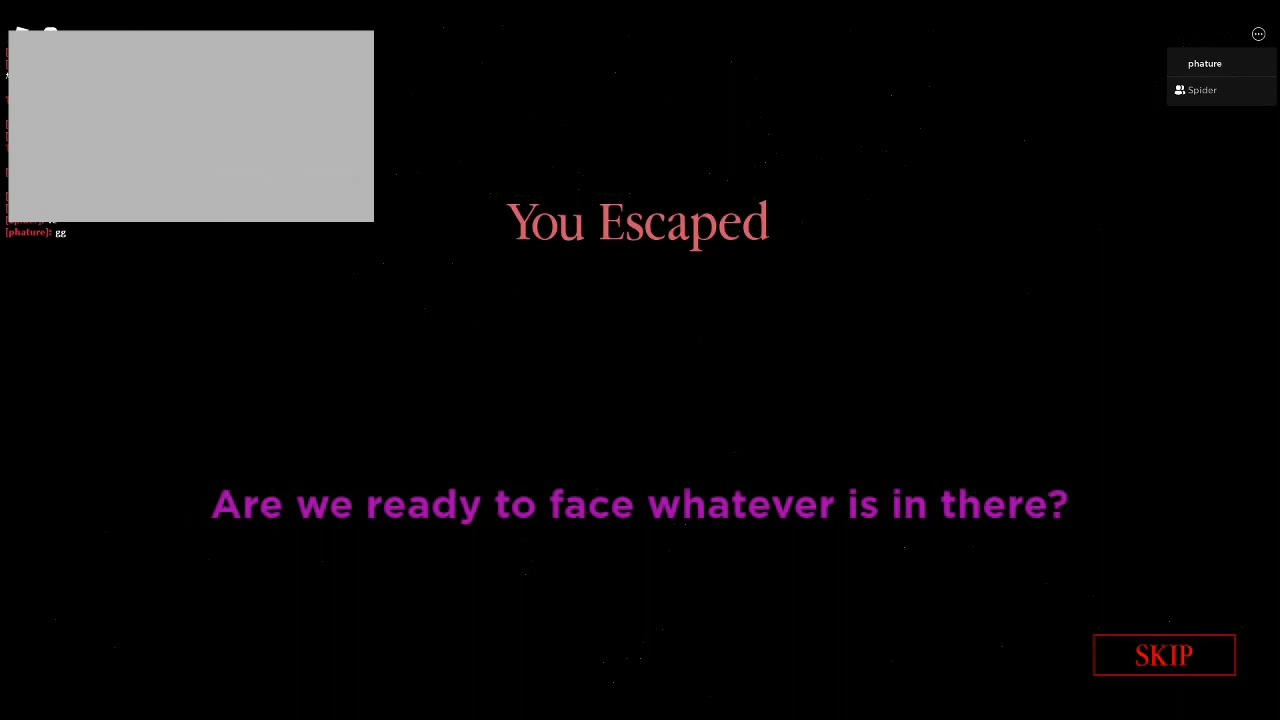 phature
Spider
[phature]: gg
You Escaped
Are we ready to face whatever is in there?
SKIP